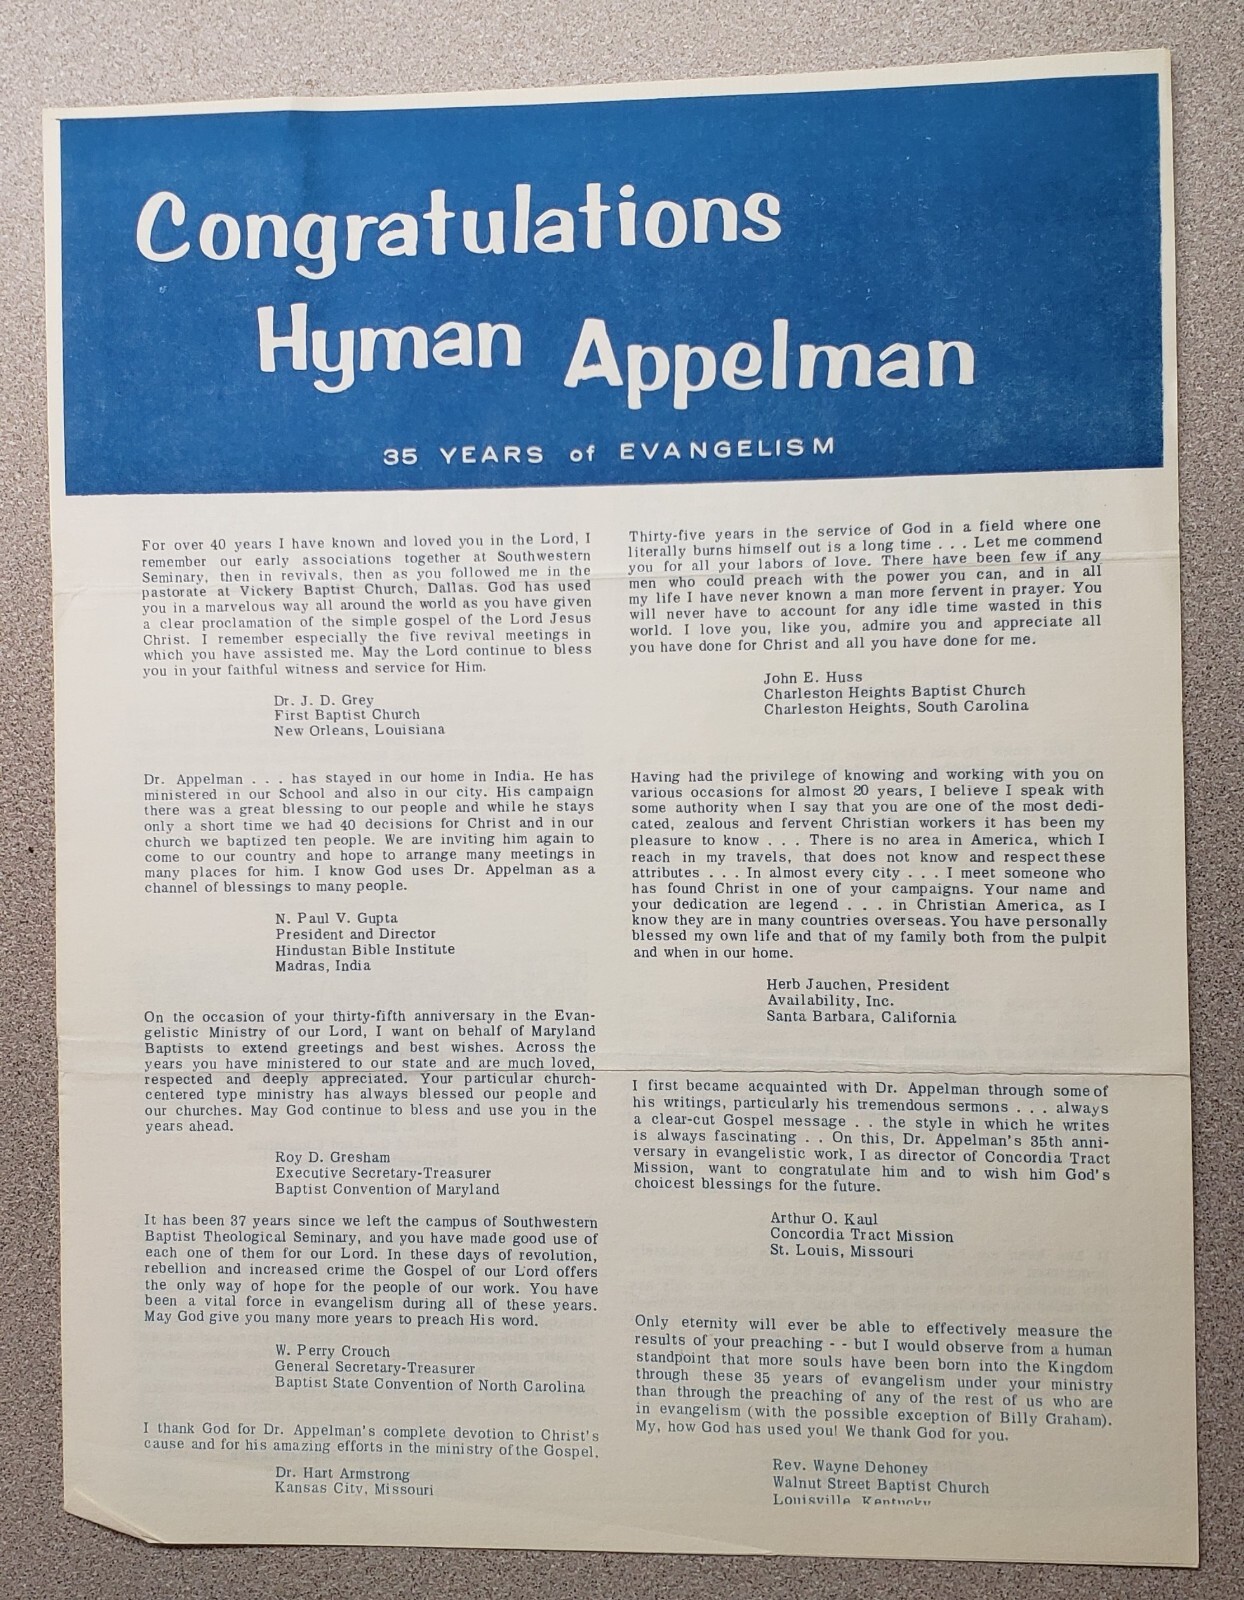 Congratulations
Hyman Appelman
35 YEARS of EVANGELISM
For over 40 years I have known and loved you in the Lord, I
remember our early associations together at Southwestern
Seminary, then in revivals, then as you followed me in the
pastorate at Vickery Baptist Church, Dallas. God has used
you in a marvelous way all around the world as you have given
a clear proclamation of the simple gospel of the Lord Jesus
Christ. I remember especially the five revival meetings in
which you have assisted me. May the Lord continue to bless
you in your faithful witness and service for Him.
Dr. J. D. Grey
First Baptist Church
New Orleans, Louisiana
Dr. Appelman . . . has stayed in our home in India. He has
ministered in our School and also in our city. His campaign
there was a great blessing to our people and while he stays
only a short time we had 40 decisions for Christ and in our
church we baptized ten people. We are inviting him again to
come to our country and hope to arrange many meetings in
many places for him. I know God uses Dr. Appelman as a
channel of blessings to many people.
N. Paul V. Gupta
President and Director
Hindustan Bible Institute
Madras, India
On the occasion of your thirty-fifth anniversary in the Evan-
gelistic Ministry of our Lord, I want on behalf of Maryland
Baptists to extend greetings and best wishes. Across the
years you have ministered to our state and are much loved,
respected and deeply appreciated. Your particular church-
centered type ministry has always blessed our people and
our churches. May God continue to bless and use you in the
years ahead.
Roy D. Gresham
Executive Secretary-Treasurer
Baptist Convention of Maryland
It has been 37 years since we left the campus of Southwestern
Baptist Theological Seminary, and you have made good use of
each one of them for our Lord. In these days of revolution,
rebellion and increased crime the Gospel of our Lord offers
the only way of hope for the people of our work. You have
been a vital force in evangelism during all of these years.
May God give you many more years to preach His word.
W. Perry Crouch
General Secretary-Treasurer
Baptist State Convention of North Carolina
I thank God for Dr. Appelman's complete devotion to Christ's
cause and for his amazing efforts in the ministry of the Gospel.
Dr. Hart Armstrong
Kansas City, Missouri
Thirty-five years in the service of God in a field where one
literally burns himself out is a long time . . . Let me commend
you for all your labors of love. There have been few if any
men who could preach with the power you can, and in all
my life I have never known a man more fervent in prayer. You
will never have to account for any idle time wasted in this
world. I love you, like you, admire you and appreciate all
you have done for Christ and all you have done for me.
John E. Huss
Charleston Heights Baptist Church
Charleston Heights, South Carolina
Having had the privilege of knowing and working with you on
various occasions for almost 20 years, I believe I speak with
some authority when I say that you are one of the most dedi-
cated, zealous and fervent Christian workers it has been my
pleasure to know . . . There is no area in America, which I
reach in my travels, that does not know and respect these
attributes . . . In almost every city . . . I meet someone who
has found Christ in one of your campaigns. Your name and
your dedication are legend . . . in Christian America, as I
know they are in many countries overseas. You have personally
blessed my own life and that of my family both from the pulpit
and when in our home.
Herb Jauchen, President
Availability, Inc.
Santa Barbara, California
I first became acquainted with Dr. Appelman through some of
his writings, particularly his tremendous sermons . . . always
a clear-cut Gospel message . . the style in which he writes
is always fascinating . . On this, Dr. Appelman's 35th anni-
versary in evangelistic work, I as director of Concordia Tract
Mission, want to congratulate him and to wish him God's
choicest blessings for the future.
Arthur O. Kaul
Concordia Tract Mission
St. Louis, Missouri
Only eternity will ever be able to effectively measure the
results of your preaching - - but I would observe from a human
standpoint that more souls have been born into the Kingdom
through these 35 years of evangelism under your ministry
than through the preaching of any of the rest of us who are
in evangelism (with the possible exception of Billy Graham).
My, how God has used you! We thank God for you.
Rev. Wayne Dehoney
Walnut Street Baptist Church
Louisville, Kentucky